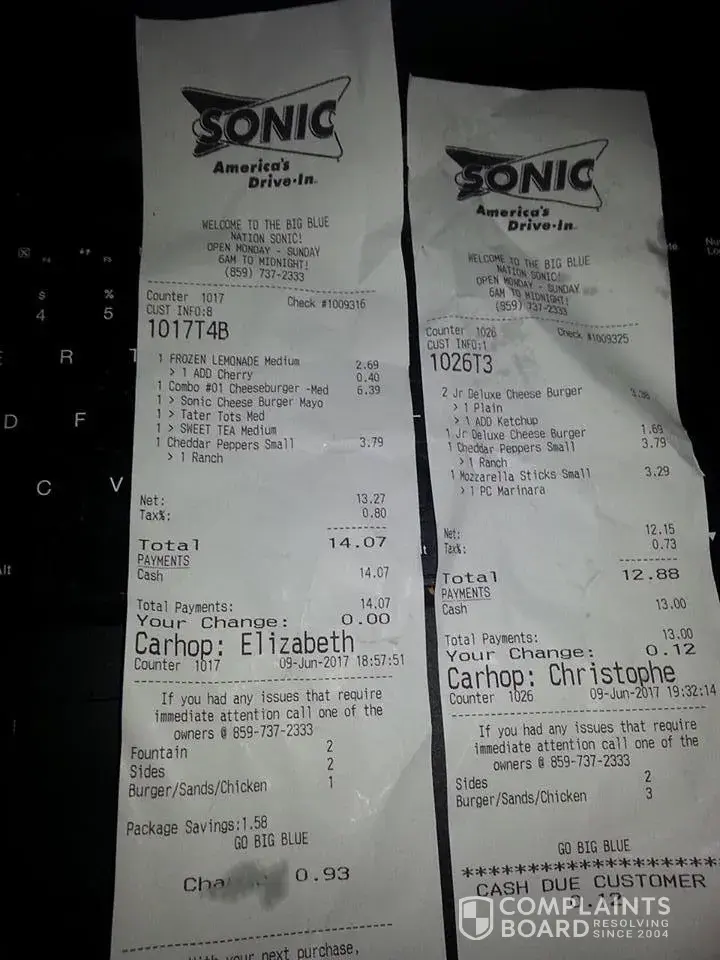 SONIC
America's
Drive-In
WELCOME TO THE BIG BLUE
NATION SONIC!
OPEN MONDAY - SUNDAY
6AM TO MIDNIGHT!
(859) 737-2333
Counter 1017 Check #1009316
CUST INFO:8
1017T4B
1 FROZEN LEMONADE Medium 2.69
> 1 ADD Cherry 0.40
1 Combo #01 Cheeseburger -Med 6.39
1 > Sonic Cheese Burger Mayo
1 > Tater Tots Med
1 > SWEET TEA Medium
1 Cheddar Peppers Small 3.79
> 1 Ranch
Net: 13.27
Tax%: 0.80
Total 14.07
PAYMENTS
Cash 14.07
Total Payments: 14.07
Your Change: 0.00
Carhop: Elizabeth
Counter 1017 09-Jun-2017 18:57:51
If you had any issues that require
immediate attention call one of the
owners @ 859-737-2333
Fountain 2
Sides 2
Burger/Sands/Chicken 1
Package Savings:1.58
GO BIG BLUE
0.93
with your next purchase,
SONIC
America's
Drive-In
WELCOME TO THE BIG BLUE
NATION SONIC!
OPEN MONDAY - SUNDAY
6AM TO MIDNIGHT!
(859) 737-2333
Counter 1026 Check #1009325
CUST INFO:1
1026T3
2 Jr Deluxe Cheese Burger
> 1 Plain
> 1 ADD Ketchup
1 Jr Deluxe Cheese Burger 1.69
1 Cheddar Peppers Small 3.79
> 1 Ranch
1 Mozzarella Sticks Small 3.29
> 1 PC Marinara
Net: 12.15
Tax%: 0.73
Total 12.88
PAYMENTS
Cash 13.00
Total Payments: 13.00
Your Change: 0.12
Carhop: Christophe
Counter 1026 09-Jun-2017 19:32:14
If you had any issues that require
immediate attention call one of the
owners @ 859-737-2333
Sides 2
Burger/Sands/Chicken 3
GO BIG BLUE
********************
CASH DUE CUSTOMER
0.12
COMPLAINTS
BOARD RESOLVING
SINCE 2004
$ %
4 5
E R T
D F
C V